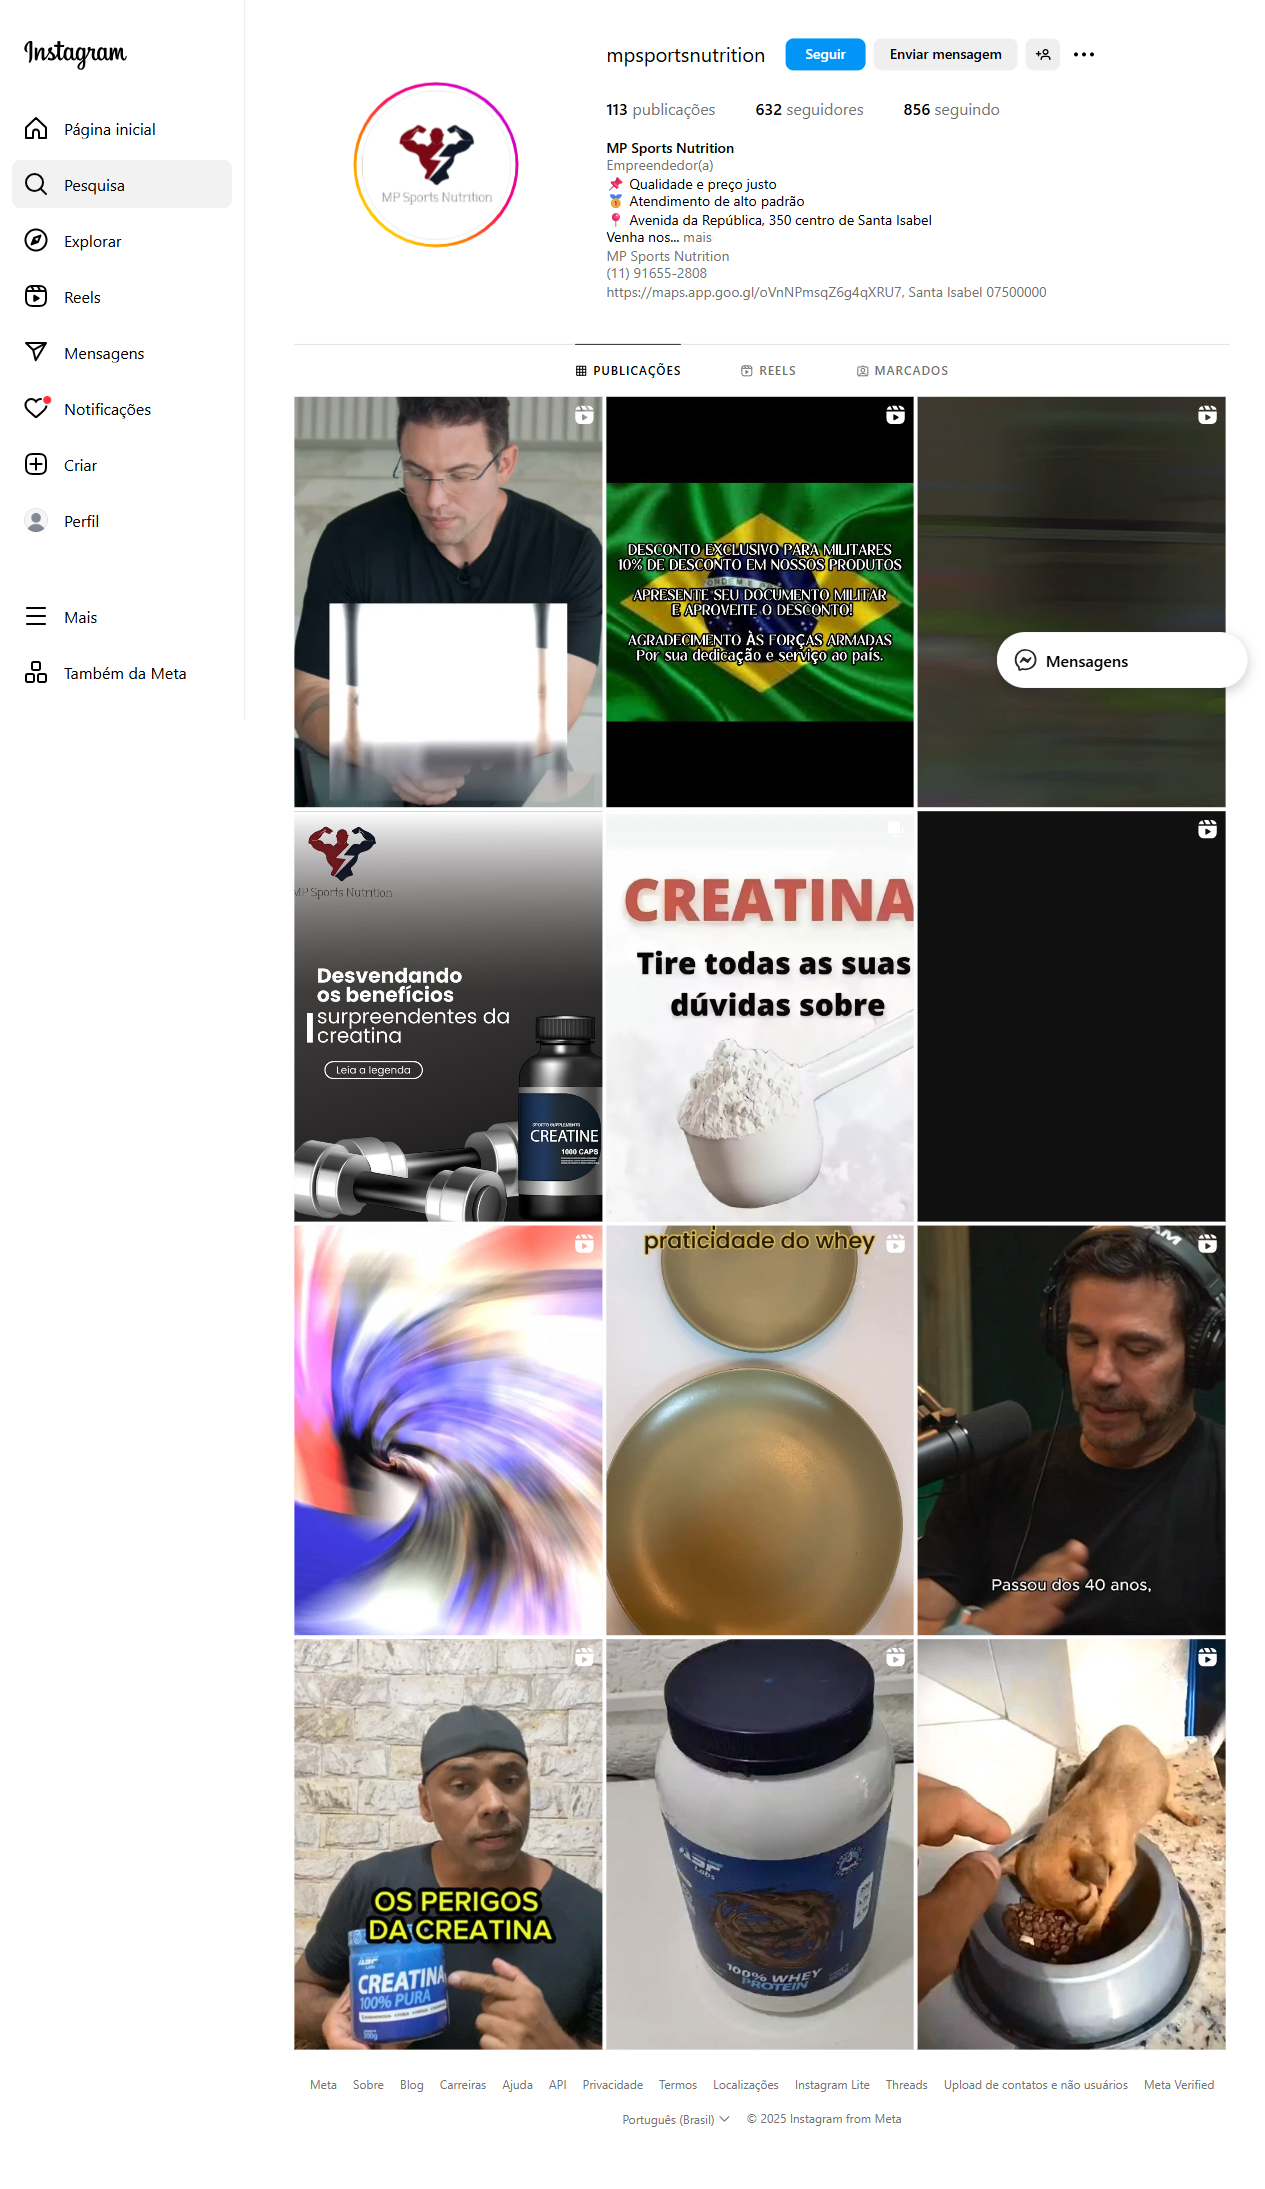 Instagram
Página inicial
Pesquisa
Explorar
Reels
Mensagens
Notificações
Criar
Perfil
Mais
Também da Meta
MP Sports Nutrition
mpsportsnutrition Seguir Enviar mensagem
113 publicações 632 seguidores 856 seguindo
MP Sports Nutrition
Empreendedor(a)
Qualidade e preço justo
Atendimento de alto padrão
Avenida da República, 350 centro de Santa Isabel
Venha nos... mais
MP Sports Nutrition
(11) 91655-2808
https://maps.app.goo.gl/oVnNPmsqZ6g4qXRU7, Santa Isabel 07500000
PUBLICAÇÕES REELS MARCADOS
DESCONTO EXCLUSIVO PARA MILITARES
10% DE DESCONTO EM NOSSOS PRODUTOS
APRESENTE SEU DOCUMENTO MILITAR
E APROVEITE O DESCONTO!
AGRADECIMENTO ÀS FORÇAS ARMADAS
Por sua dedicação e serviço ao país.
Mensagens
MP Sports Nutrition
Desvendando
os benefícios
surpreendentes da
creatina
Leia a legenda
SPORTS SUPPLEMENTS
CREATINE
1000 CAPS
CREATINA
Tire todas as suas
dúvidas sobre
praticidade do whey
Passou dos 40 anos,
OS PERIGOS
DA CREATINA
ASF
Labs
CREATINA
100% PURA
300g
ASF
Labs
100% WHEY
PROTEIN
Meta Sobre Blog Carreiras Ajuda API Privacidade Termos Localizações Instagram Lite Threads Upload de contatos e não usuários Meta Verified
Português (Brasil) © 2025 Instagram from Meta